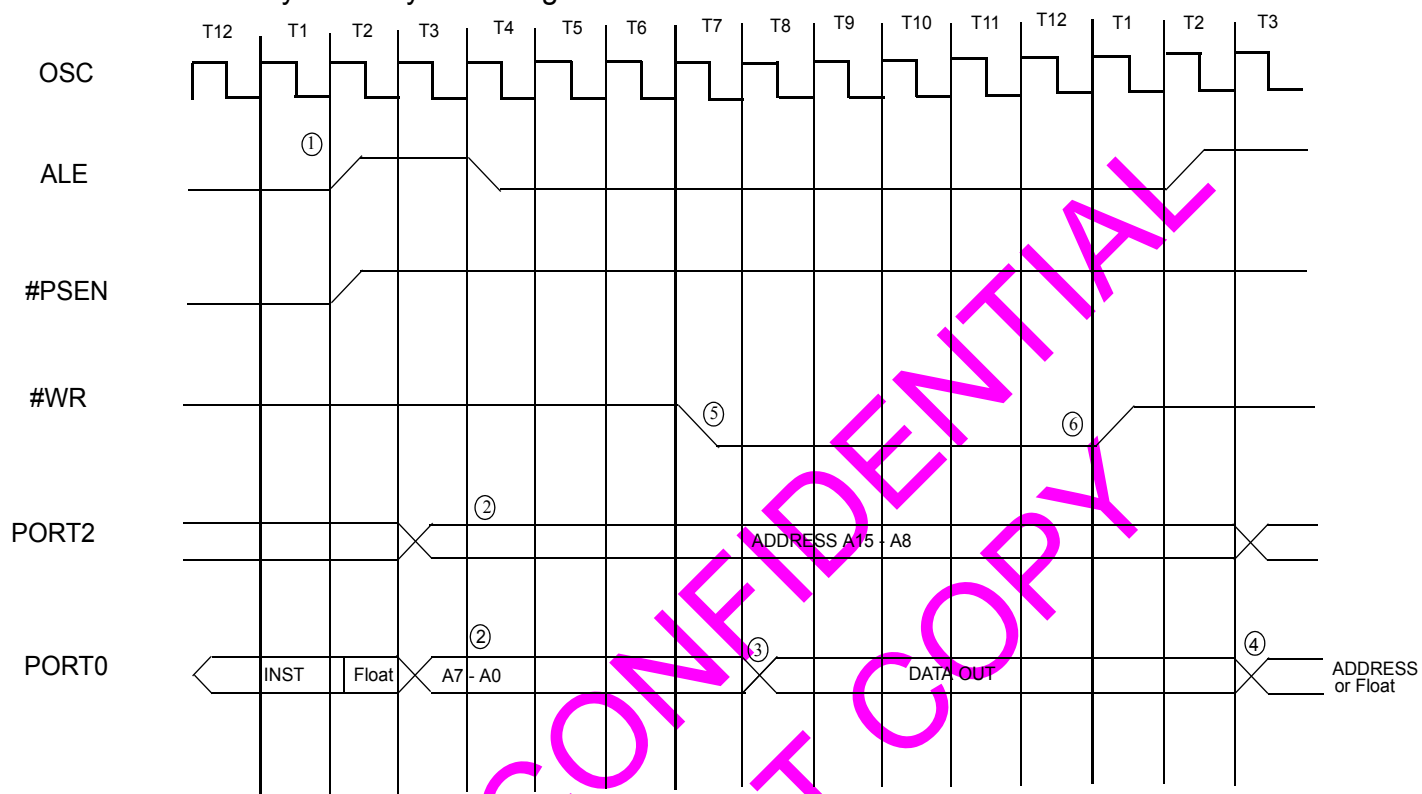 T12 T1 T2 T3 T4 T5 T6 T7 T8 T9 T10 T11 T12 T1 T2 T3
OSC
①
ALE
#PSEN
#WR
⑤ ⑥
②
PORT2
ADDRESS A15 - A8
② ③ ④
PORT0
INST Float A7 - A0 DATA OUT ADDRESS
or Float
CONFIDENTIAL
COPY